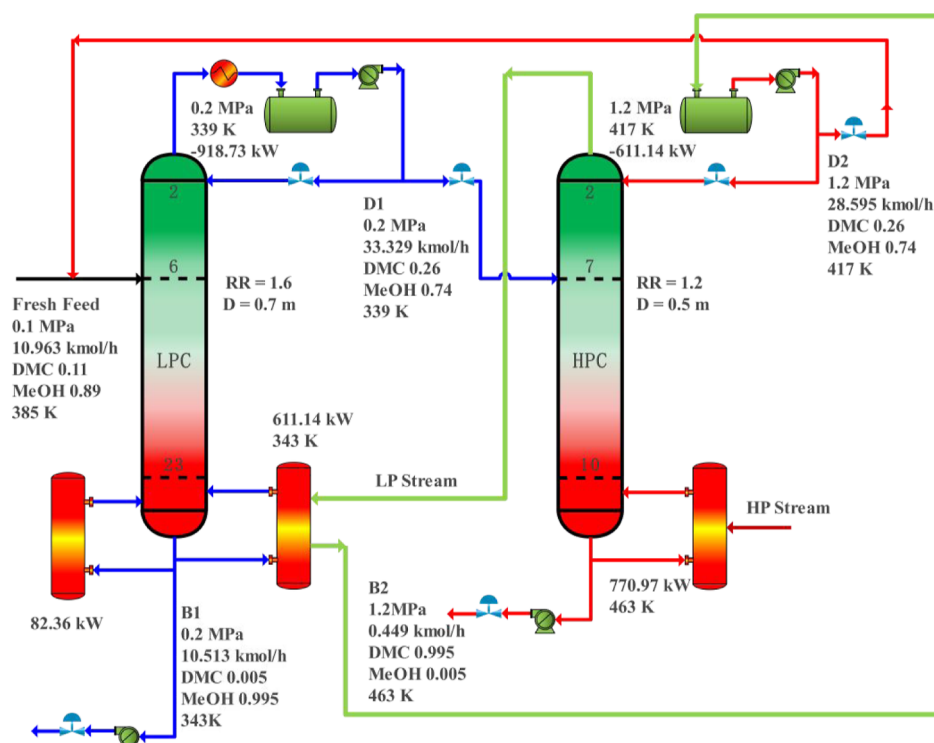 0.2 MPa
339 K
-918.73 kW
1.2 MPa
417 K
-611.14 kW
D2
1.2 MPa
28.595 kmol/h
DMC 0.26
MeOH 0.74
417 K
2
D1
0.2 MPa
33.329 kmol/h
DMC 0.26
MeOH 0.74
339 K
2
6
RR = 1.6
D = 0.7 m
7
RR = 1.2
D = 0.5 m
Fresh Feed
0.1 MPa
10.963 kmol/h
DMC 0.11
MeOH 0.89
385 K
LPC
HPC
611.14 kW
343 K
23
LP Stream
10
HP Stream
82.36 kW
B1
0.2 MPa
10.513 kmol/h
DMC 0.005
MeOH 0.995
343K
B2
1.2MPa
0.449 kmol/h
DMC 0.995
MeOH 0.005
463 K
770.97 kW
463 K